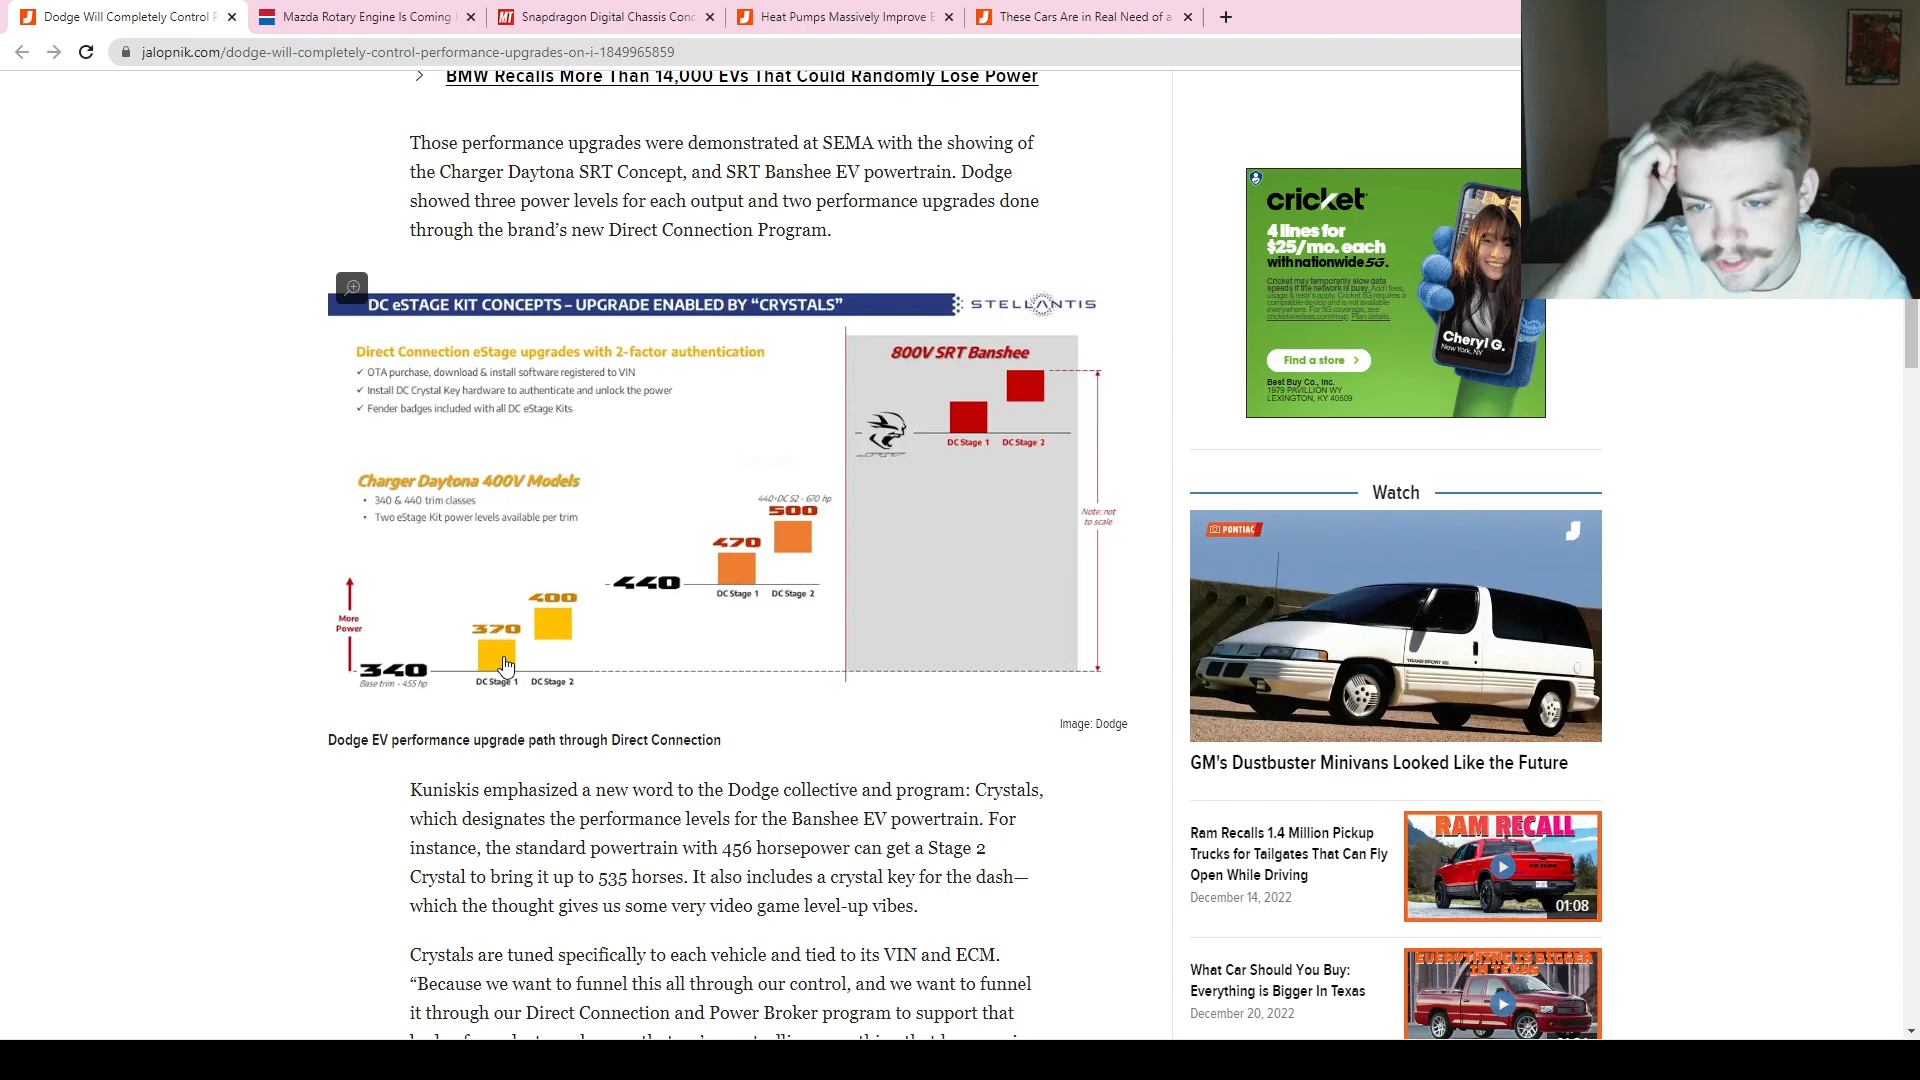 Dodge Will Completely Control P
Mazda Rotary Engine Is Coming
Snapdragon Digital Chassis Conc
Heat Pumps Massively Improve E
These Cars Are in Real Need of a
jalopnik.com/dodge-will-completely-control-performance-upgrades-on-i-1849965859
BMW Recalls More Than 14,000 EVs That Could Randomly Lose Power
Those performance upgrades were demonstrated at SEMA with the showing of
the Charger Daytona SRT Concept, and SRT Banshee EV powertrain. Dodge
showed three power levels for each output and two performance upgrades done
through the brand's new Direct Connection Program.
DC eSTAGE KIT CONCEPTS – UPGRADE ENABLED BY "CRYSTALS"
STELLANTIS
Direct Connection eStage upgrades with 2-factor authentication
✓ OTA purchase, download & install software registered to VIN
✓ Install DC Crystal Key hardware to authenticate and unlock the power
✓ Fender badges included with all DC eStage Kits
800V SRT Banshee
DC Stage 1 DC Stage 2
Charger Daytona 400V Models
• 340 & 440 trim classes
• Two eStage Kit power levels available per trim
440+DC S2 - 670 hp
500
470
440
DC Stage 1 DC Stage 2
Note: not
to scale
400
370
More
Power
340
Base trim - 455 hp
DC Stage 1 DC Stage 2
Image: Dodge
Dodge EV performance upgrade path through Direct Connection
Kuniskis emphasized a new word to the Dodge collective and program: Crystals,
which designates the performance levels for the Banshee EV powertrain. For
instance, the standard powertrain with 456 horsepower can get a Stage 2
Crystal to bring it up to 535 horses. It also includes a crystal key for the dash—
which the thought gives us some very video game level-up vibes.
Crystals are tuned specifically to each vehicle and tied to its VIN and ECM.
“Because we want to funnel this all through our control, and we want to funnel
it through our Direct Connection and Power Broker program to support that
cricket
4 lines for
$25/mo. each
with nationwide 5G.
Cricket may temporarily slow data
speeds if the network is busy. Add'l fees,
usage & restr's apply. Cricket 5G requires a
compatible device and is not available
everywhere. For 5G coverage, see
cricketwireless.com/map. Plan details.
Find a store >
Best Buy Co., Inc.
1979 PAVILLION WY
LEXINGTON, KY 40509
Cheryl G.
New York, NY
Watch
PONTIAC
GM's Dustbuster Minivans Looked Like the Future
Ram Recalls 1.4 Million Pickup
Trucks for Tailgates That Can Fly
Open While Driving
December 14, 2022
RAM RECALL
01:08
What Car Should You Buy:
Everything is Bigger In Texas
December 20, 2022
EVERYTHING IS BIGGER
IN TEXAS